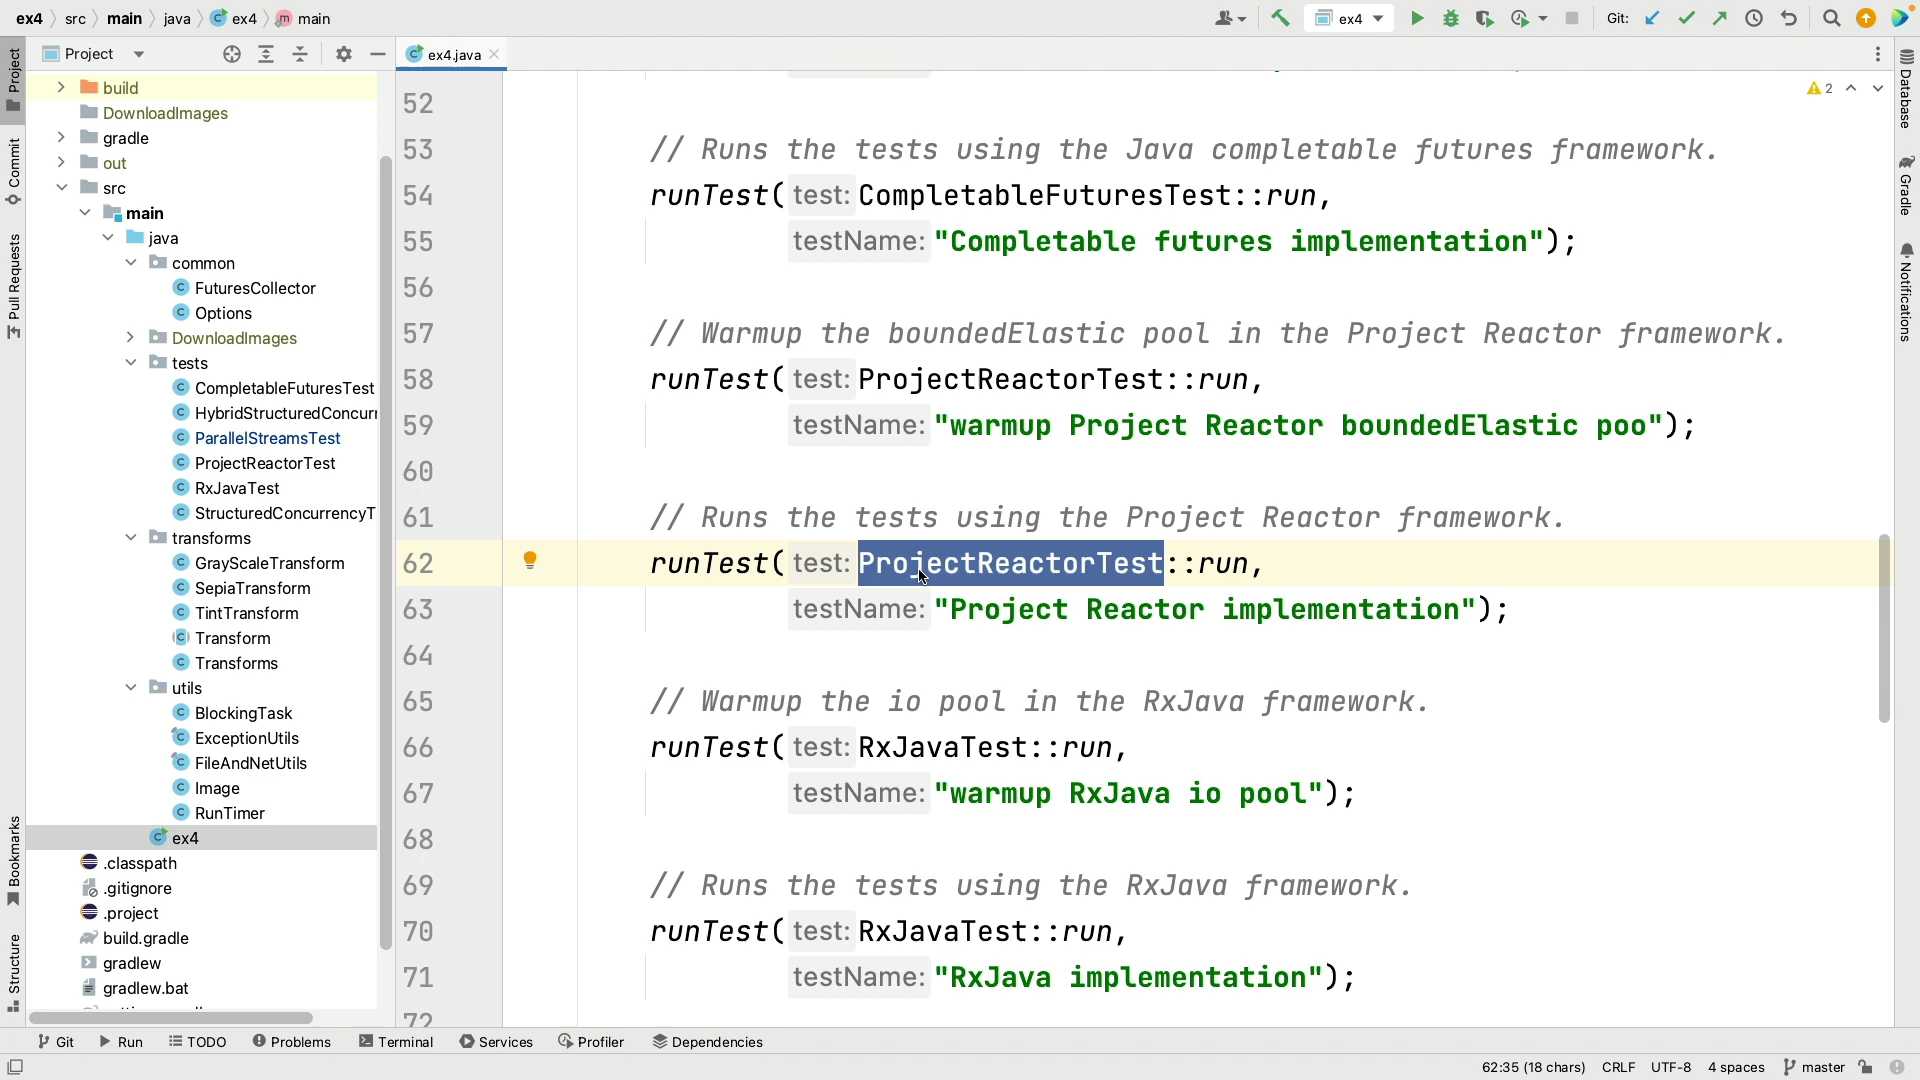 ex4 src main java ex4 main
ex4
Git:
Project
ex4.java
build
DownloadImages
gradle
out
src
main
java
common
FuturesCollector
Options
DownloadImages
tests
CompletableFuturesTest
HybridStructuredConcurr
ParallelStreamsTest
ProjectReactorTest
RxJavaTest
StructuredConcurrencyT
transforms
GrayScaleTransform
SepiaTransform
TintTransform
Transform
Transforms
utils
BlockingTask
ExceptionUtils
FileAndNetUtils
Image
RunTimer
ex4
.classpath
.gitignore
.project
build.gradle
gradlew
gradlew.bat
Project
Commit
Pull Requests
Bookmarks
Structure
2
52
53 // Runs the tests using the Java completable futures framework.
54 runTest( test: CompletableFuturesTest::run,
55 testName: "Completable futures implementation");
56
57 // Warmup the boundedElastic pool in the Project Reactor framework.
58 runTest( test: ProjectReactorTest::run,
59 testName: "warmup Project Reactor boundedElastic poo");
60
61 // Runs the tests using the Project Reactor framework.
62 runTest( test: ProjectReactorTest::run,
63 testName: "Project Reactor implementation");
64
65 // Warmup the io pool in the RxJava framework.
66 runTest( test: RxJavaTest::run,
67 testName: "warmup RxJava io pool");
68
69 // Runs the tests using the RxJava framework.
70 runTest( test: RxJavaTest::run,
71 testName: "RxJava implementation");
72
Database
Gradle
Notifications
Git Run TODO Problems Terminal Services Profiler Dependencies
62:35 (18 chars) CRLF UTF-8 4 spaces master